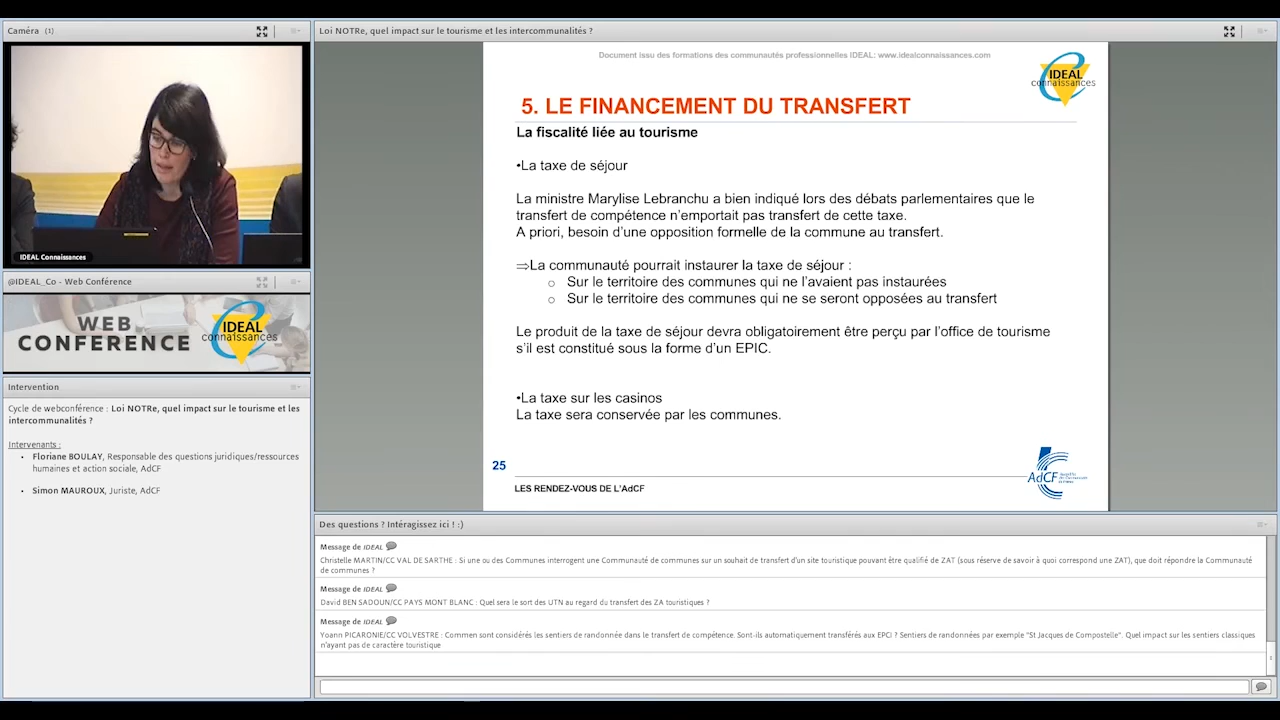 Caméra (1)
IDEAL Connaissances
@IDEAL_Co - Web Conférence
WEB
CONFERENCE
IDEAL
connaissances
Intervention
Cycle de webconférence : Loi NOTRe, quel impact sur le tourisme et les
intercommunalités ?
Intervenants :
• Floriane BOULAY, Responsable des questions juridiques/ressources
humaines et action sociale, AdCF
• Simon MAUROUX, Juriste, AdCF
Loi NOTRe, quel impact sur le tourisme et les intercommunalités ?
Document issu des formations des communautés professionnelles IDEAL: www.idealconnaissances.com
IDEAL
connaissances
5. LE FINANCEMENT DU TRANSFERT
La fiscalité liée au tourisme
•La taxe de séjour
La ministre Marylise Lebranchu a bien indiqué lors des débats parlementaires que le
transfert de compétence n'emportait pas transfert de cette taxe.
A priori, besoin d'une opposition formelle de la commune au transfert.
⇒La communauté pourrait instaurer la taxe de séjour :
o Sur le territoire des communes qui ne l'avaient pas instaurées
o Sur le territoire des communes qui ne se seront opposées au transfert
Le produit de la taxe de séjour devra obligatoirement être perçu par l'office de tourisme
s'il est constitué sous la forme d'un EPIC.
•La taxe sur les casinos
La taxe sera conservée par les communes.
25
LES RENDEZ-VOUS DE L'AdCF
AdCF
Des questions ? Intéragissez ici ! :)
Message de IDEAL
Christelle MARTIN/CC VAL DE SARTHE : Si une ou des Communes interrogent une Communauté de communes sur un souhait de transfert d'un site touristique pouvant être qualifié de ZAT (sous réserve de savoir à quoi correspond une ZAT), que doit répondre la Communauté
de communes ?
Message de IDEAL
David BEN SADOUN/CC PAYS MONT BLANC : Quel sera le sort des UTN au regard du transfert des ZA touristiques ?
Message de IDEAL
Yoann PICARONIE/CC VOLVESTRE : Commen sont considérés les sentiers de randonnée dans le transfert de compétence. Sont-ils automatiquement transférés aux EPCI ? Sentiers de randonnées par exemple "St Jacques de Compostelle". Quel impact sur les sentiers classiques
n'ayant pas de caractère touristique